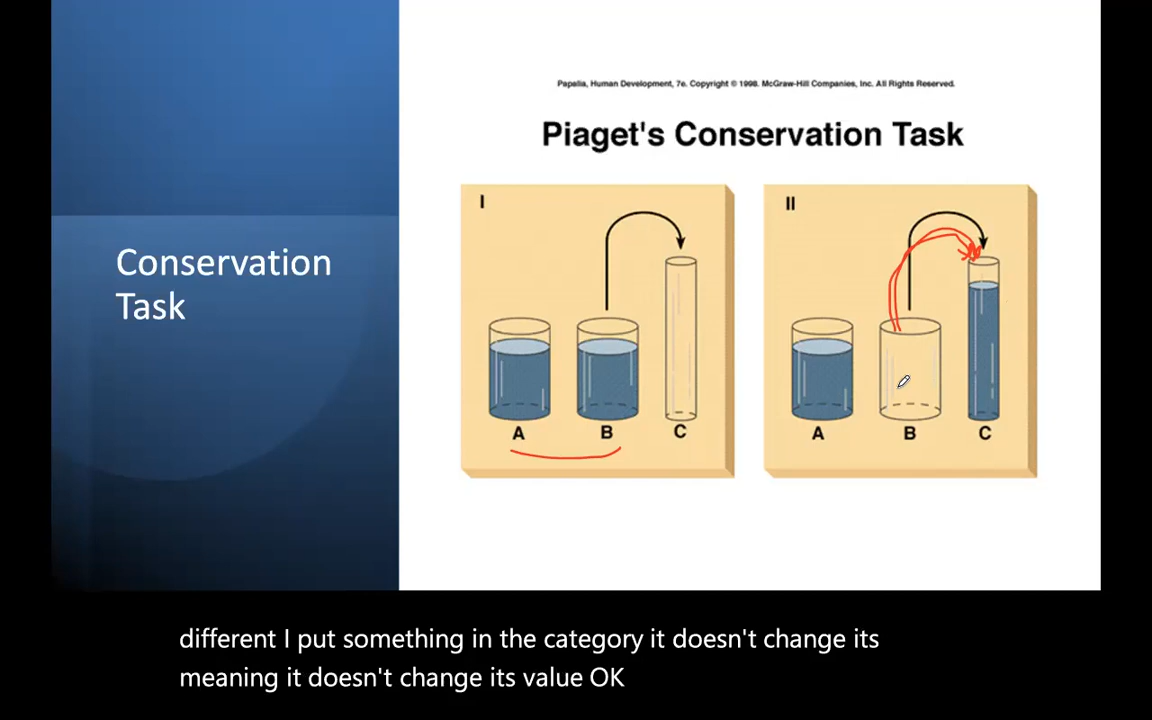 Papalia, Human Development, 7e. Copyright © 1998. McGraw-Hill Companies, Inc. All Rights Reserved.
Piaget's Conservation Task
Conservation
Task
I
A
B
C
II
A
B
C
different I put something in the category it doesn't change its
meaning it doesn't change its value OK